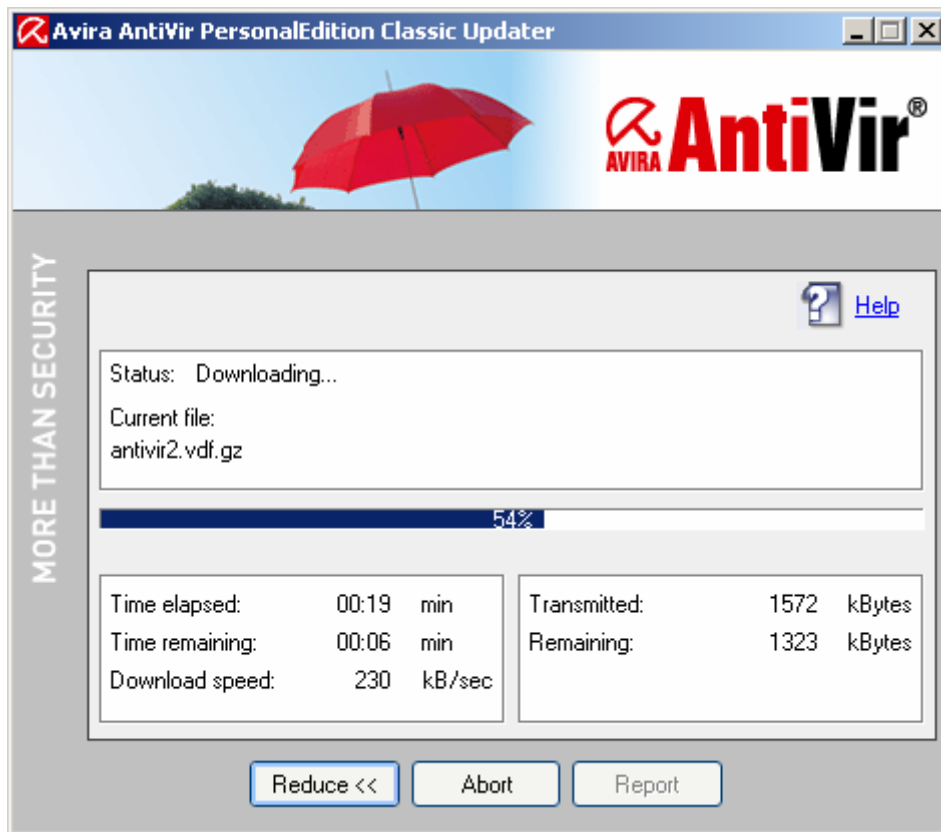 Avira AntiVir PersonalEdition Classic Updater
AVIRA AntiVir®
MORE THAN SECURITY
Help
Status: Downloading...
Current file:
antivir2.vdf.gz
54%
Time elapsed: 00:19 min
Time remaining: 00:06 min
Download speed: 230 kB/sec
Transmitted: 1572 kBytes
Remaining: 1323 kBytes
Reduce << Abort Report